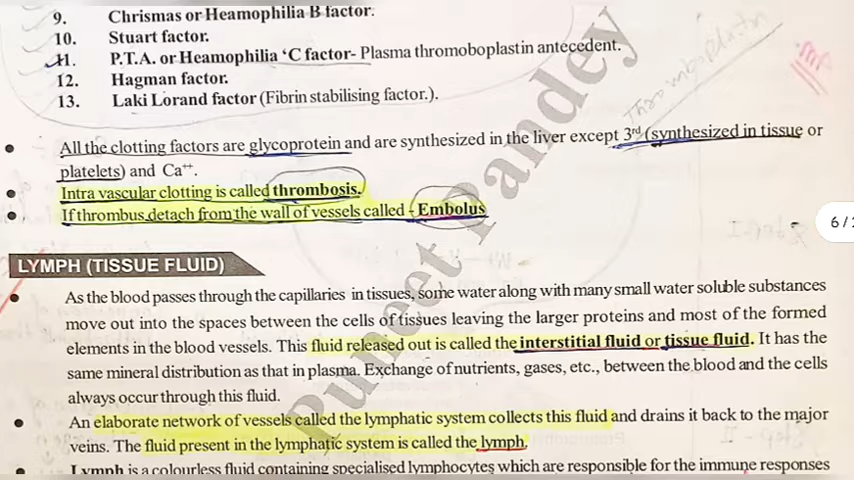 9. Chrismas or Heamophilia B factor.
10. Stuart factor.
11. P.T.A. or Heamophilia 'C factor- Plasma thromoboplastin antecedent.
12. Hagman factor.
13. Laki Lorand factor (Fibrin stabilising factor.).
Thromboplastin
• All the clotting factors are glycoprotein and are synthesized in the liver except 3rd (synthesized in tissue or
platelets) and Ca++.
• Intra vascular clotting is called thrombosis.
• If thrombus detach from the wall of vessels called - Embolus
6/
LYMPH (TISSUE FLUID)
• As the blood passes through the capillaries in tissues, some water along with many small water soluble substances
move out into the spaces between the cells of tissues leaving the larger proteins and most of the formed
elements in the blood vessels. This fluid released out is called the interstitial fluid or tissue fluid. It has the
same mineral distribution as that in plasma. Exchange of nutrients, gases, etc., between the blood and the cells
always occur through this fluid.
• An elaborate network of vessels called the lymphatic system collects this fluid and drains it back to the major
veins. The fluid present in the lymphatic system is called the lymph.
• Lymph is a colourless fluid containing specialised lymphocytes which are responsible for the immune responses
Puneet Pandey